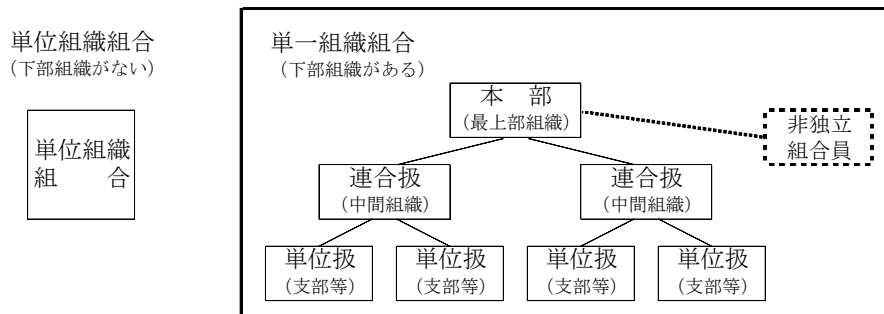 単位組織組合
(下部組織がない)
単位組織
組　　合
単一組織組合
(下部組織がある)
本　部
(最上部組織)
非独立
組合員
連合扱
(中間組織)
連合扱
(中間組織)
単位扱
(支部等)
単位扱
(支部等)
単位扱
(支部等)
単位扱
(支部等)